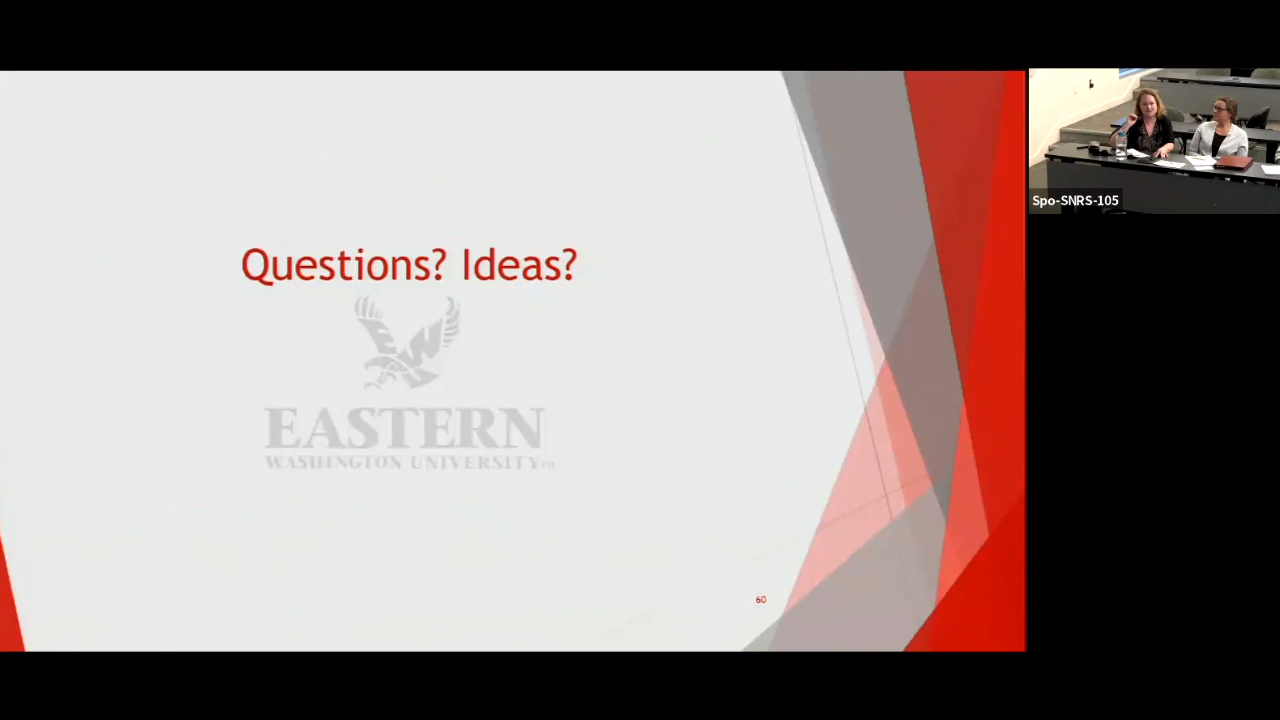 Questions? Ideas?
EASTERN
WASHINGTON UNIVERSITY
60
Spo-SNRS-105